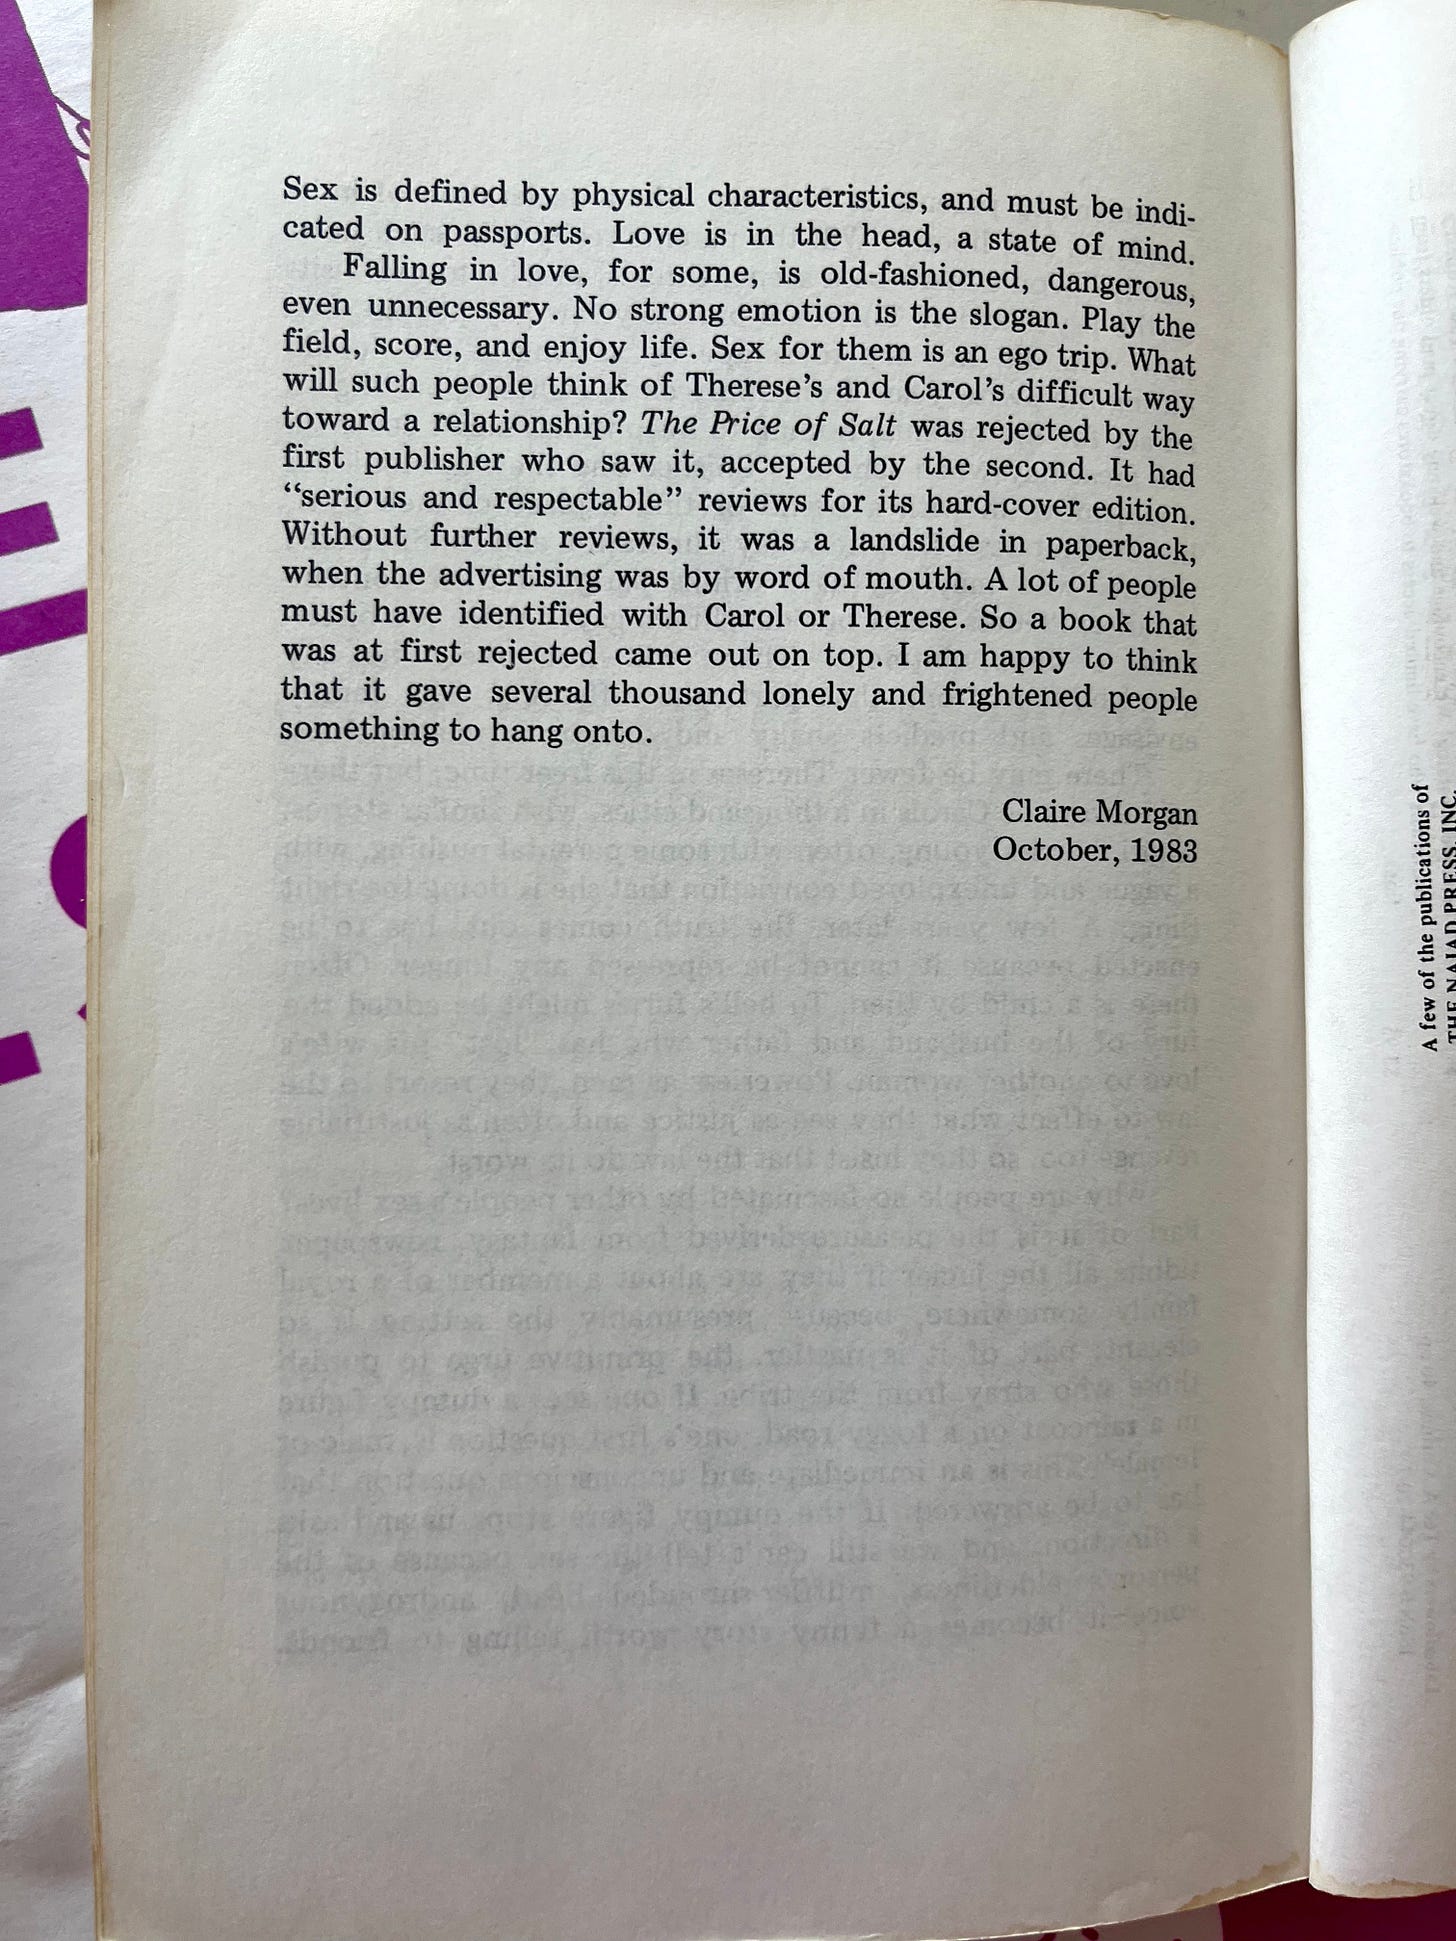 Sex is defined by physical characteristics, and must be indi-
cated on passports. Love is in the head, a state of mind.
Falling in love, for some, is old-fashioned, dangerous,
even unnecessary. No strong emotion is the slogan. Play the
field, score, and enjoy life. Sex for them is an ego trip. What
will such people think of Therese's and Carol's difficult way
toward a relationship? The Price of Salt was rejected by the
first publisher who saw it, accepted by the second. It had
“serious and respectable” reviews for its hard-cover edition.
Without further reviews, it was a landslide in paperback,
when the advertising was by word of mouth. A lot of people
must have identified with Carol or Therese. So a book that
was at first rejected came out on top. I am happy to think
that it gave several thousand lonely and frightened people
something to hang onto.
Claire Morgan
October, 1983
A few of the publications of
THE NAIAD PRESS, INC.